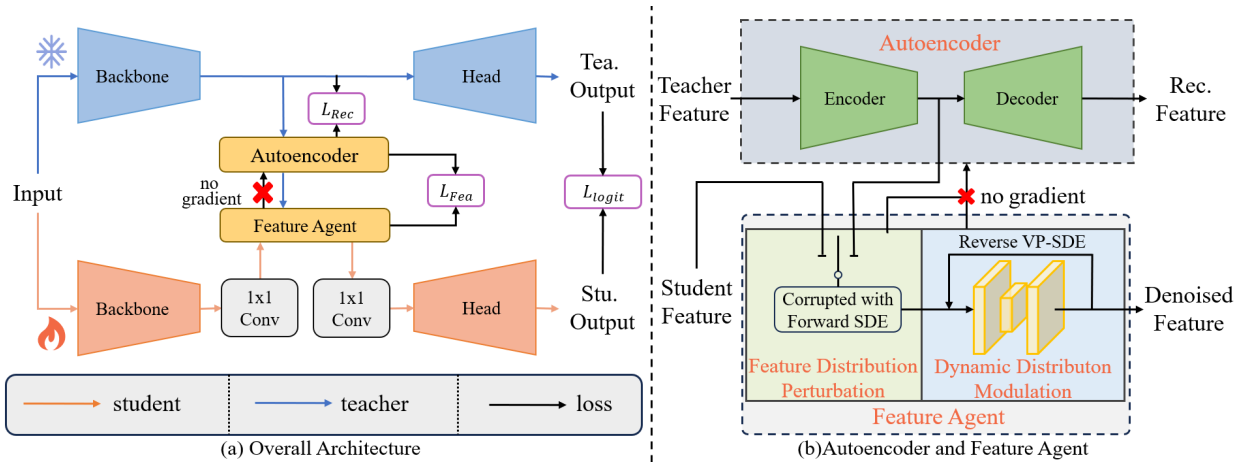 Backbone
Head
Tea.
Output
L_Rec
Autoencoder
no
gradient
L_Fea
Input
L_logit
Feature Agent
Backbone
1x1
Conv
1x1
Conv
Head
Stu.
Output
student
teacher
loss
(a) Overall Architecture
Autoencoder
Teacher
Feature
Encoder
Decoder
Rec.
Feature
no gradient
Reverse VP-SDE
Student
Feature
Corrupted with
Forward SDE
Denoised
Feature
Feature Distribution
Perturbation
Dynamic Distributon
Modulation
Feature Agent
(b)Autoencoder and Feature Agent